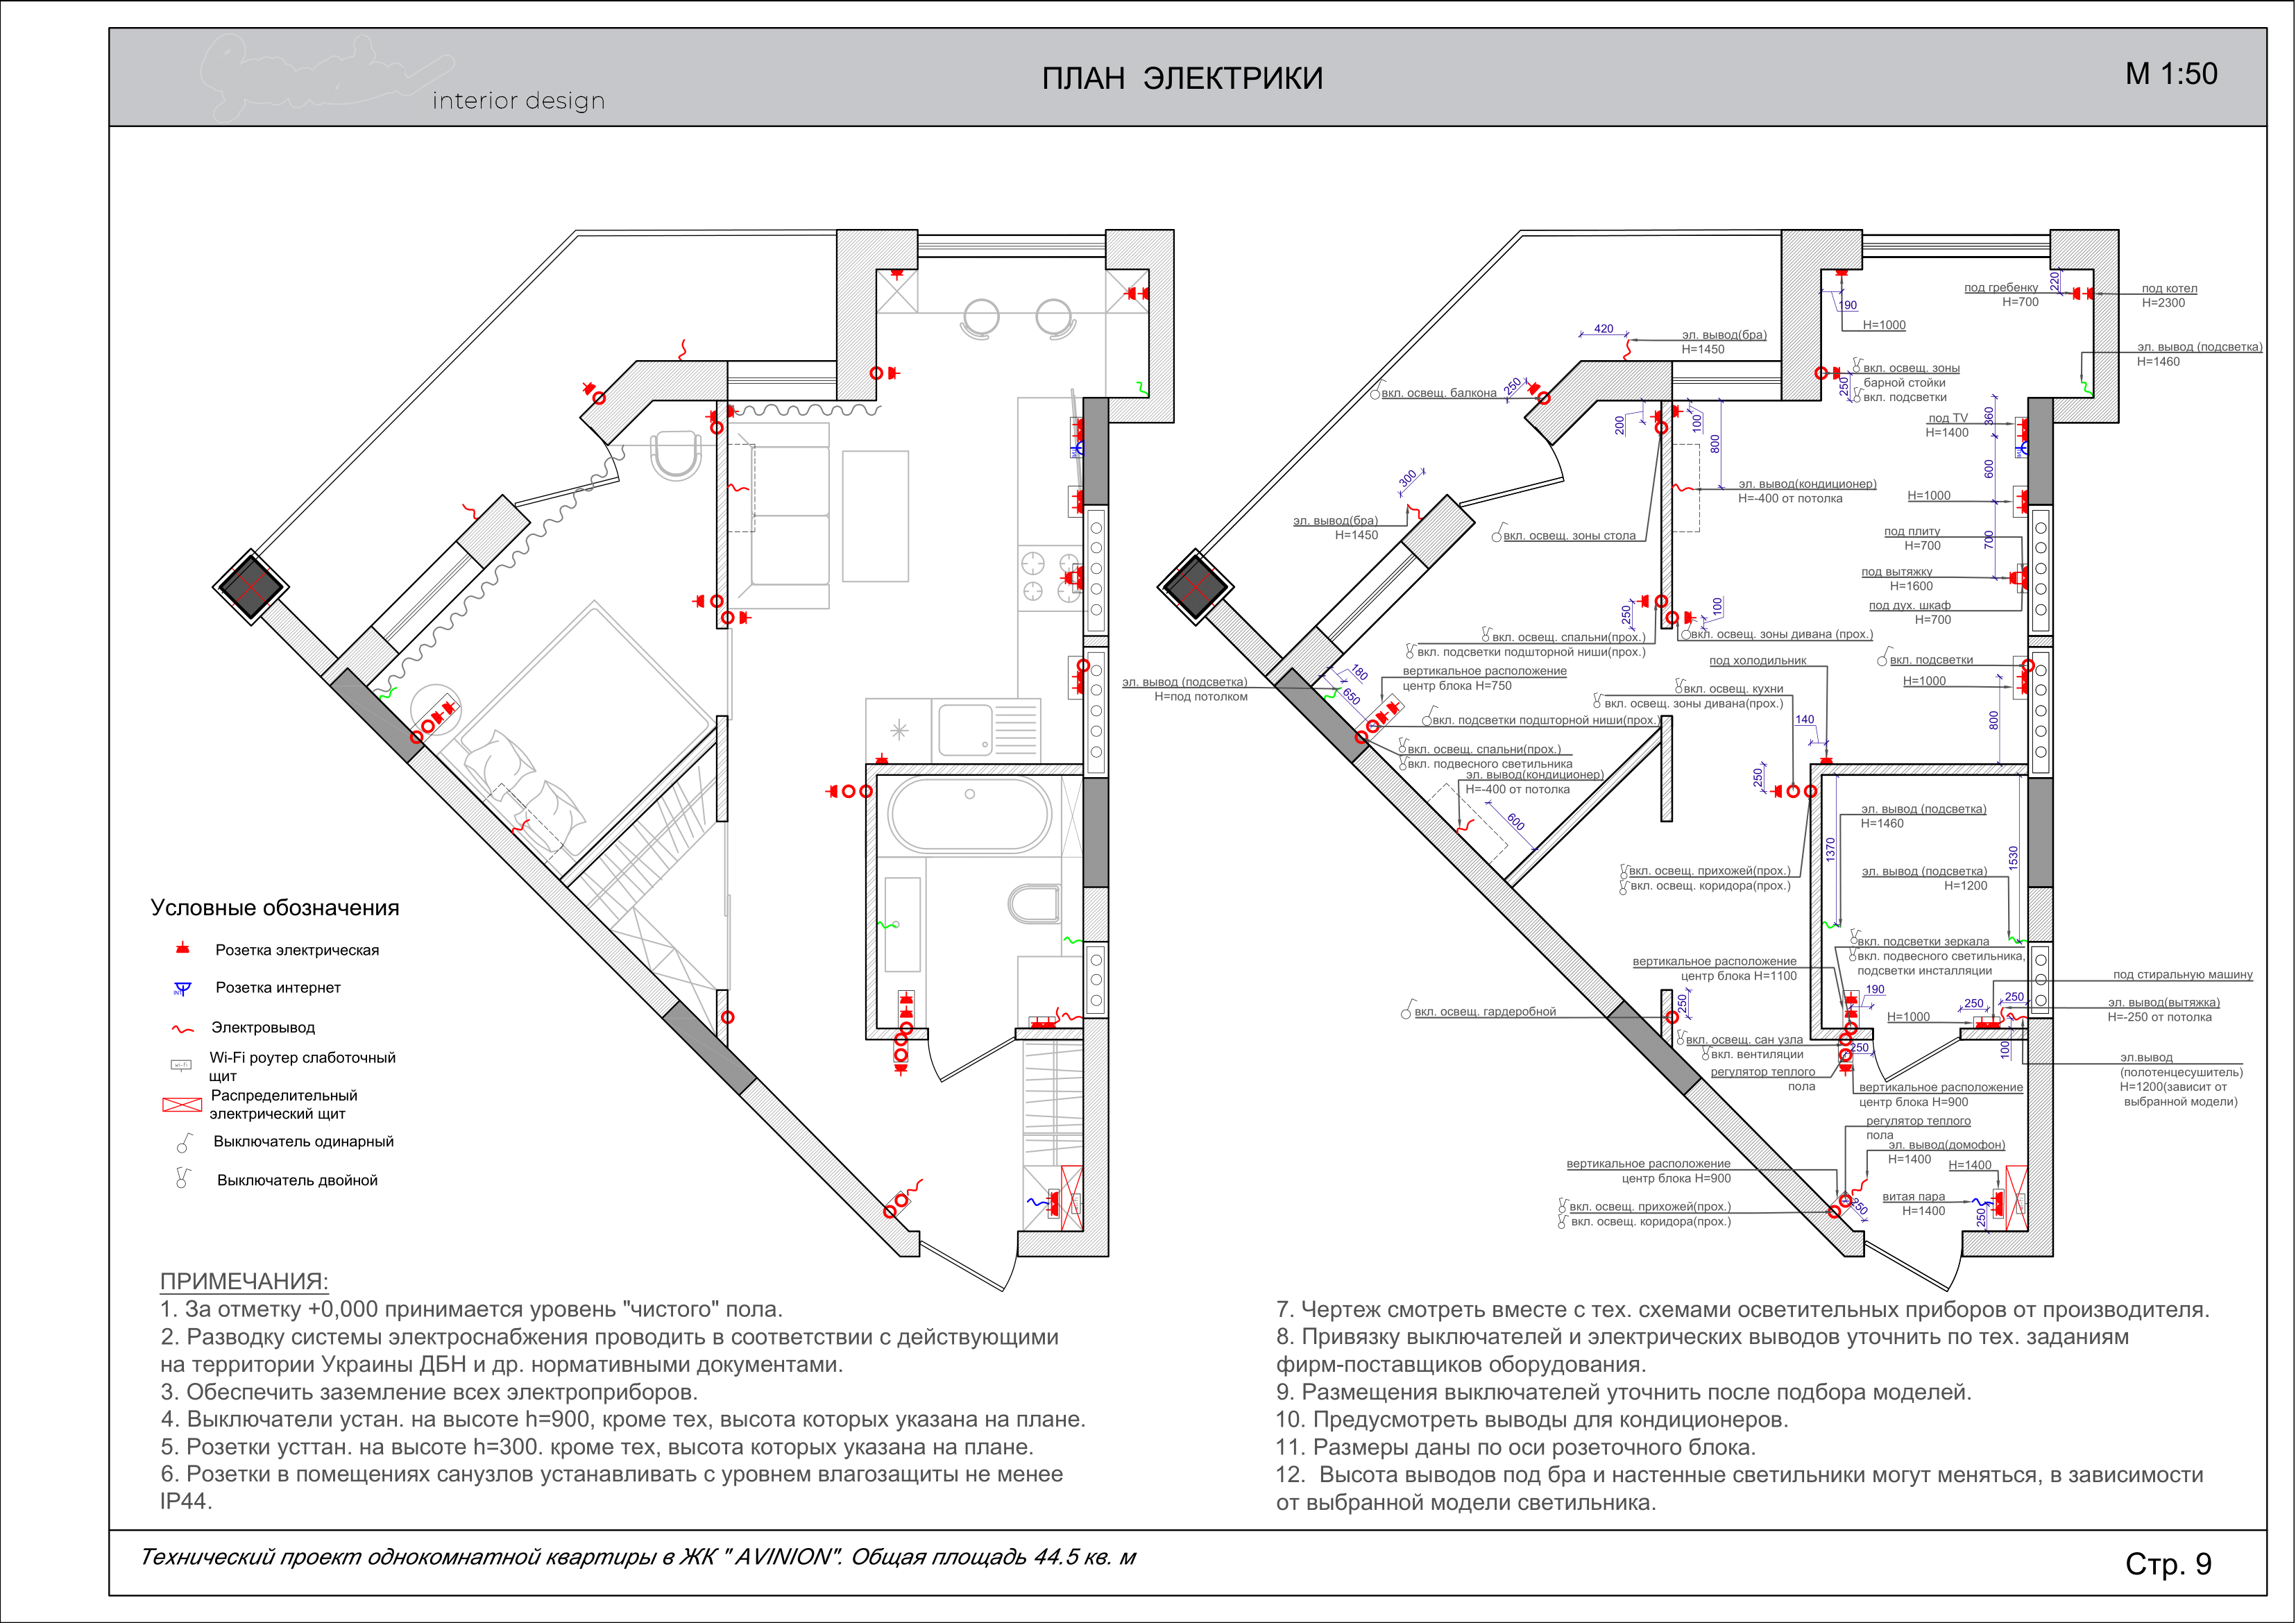 interior design
ПЛАН ЭЛЕКТРИКИ
М 1:50
420
эл. вывод(бра)
Н=1450
190
Н=1000
под гребенку
Н=700
220
под котел
Н=2300
эл. вывод (подсветка)
Н=1460
вкл. освещ. балкона
250
250
вкл. освещ. зоны
барной стойки
вкл. подсветки
200
100
800
под TV
Н=1400
360
600
700
300
эл. вывод(бра)
Н=1450
вкл. освещ. зоны стола
эл. вывод(кондиционер)
Н=-400 от потолка
Н=1000
под плиту
Н=700
под вытяжку
Н=1600
под дух. шкаф
Н=700
250
100
вкл. освещ. спальни(прох.)
вкл. подсветки подшторной ниши(прох.)
вкл. освещ. зоны дивана (прох.)
вертикальное расположение
центр блока Н=750
под холодильник
вкл. подсветки
Н=1000
эл. вывод (подсветка)
Н=под потолком
180
650
вкл. освещ. кухни
вкл. освещ. зоны дивана(прох.)
вкл. подсветки подшторной ниши(прох.)
140
800
вкл. освещ. спальни(прох.)
вкл. подвесного светильника
эл. вывод(кондиционер)
Н=-400 от потолка
250
600
эл. вывод (подсветка)
Н=1460
1370
1530
вкл. освещ. прихожей(прох.)
вкл. освещ. коридора(прох.)
эл. вывод (подсветка)
Н=1200
вкл. подсветки зеркала
вкл. подвесного светильника,
подсветки инсталляции
вертикальное расположение
центр блока Н=1100
под стиральную машину
190
250
250
250
эл. вывод(вытяжка)
Н=-250 от потолка
вкл. освещ. гардеробной
Н=1000
вкл. освещ. сан узла
вкл. вентиляции
250
100
регулятор теплого
пола
эл.вывод
(полотенцесушитель)
Н=1200(зависит от
выбранной модели)
вертикальное расположение
центр блока Н=900
регулятор теплого
пола
эл. вывод(домофон)
Н=1400
Н=1400
вертикальное расположение
центр блока Н=900
витая пара
Н=1400
250
250
вкл. освещ. прихожей(прох.)
вкл. освещ. коридора(прох.)
Условные обозначения
Розетка электрическая
INT
Розетка интернет
Электровывод
wi-fi
Wi-Fi роутер слаботочный
щит
Распределительный
электрический щит
Выключатель одинарный
Выключатель двойной
ПРИМЕЧАНИЯ:
1. За отметку +0,000 принимается уровень "чистого" пола.
2. Разводку системы электроснабжения проводить в соответствии с действующими
на территории Украины ДБН и др. нормативными документами.
3. Обеспечить заземление всех электроприборов.
4. Выключатели устан. на высоте h=900, кроме тех, высота которых указана на плане.
5. Розетки усттан. на высоте h=300. кроме тех, высота которых указана на плане.
6. Розетки в помещениях санузлов устанавливать с уровнем влагозащиты не менее
IP44.
7. Чертеж смотреть вместе с тех. схемами осветительных приборов от производителя.
8. Привязку выключателей и электрических выводов уточнить по тех. заданиям
фирм-поставщиков оборудования.
9. Размещения выключателей уточнить после подбора моделей.
10. Предусмотреть выводы для кондиционеров.
11. Размеры даны по оси розеточного блока.
12. Высота выводов под бра и настенные светильники могут меняться, в зависимости
от выбранной модели светильника.
Технический проект однокомнатной квартиры в ЖК " AVINION". Общая площадь 44.5 кв. м
Стр. 9